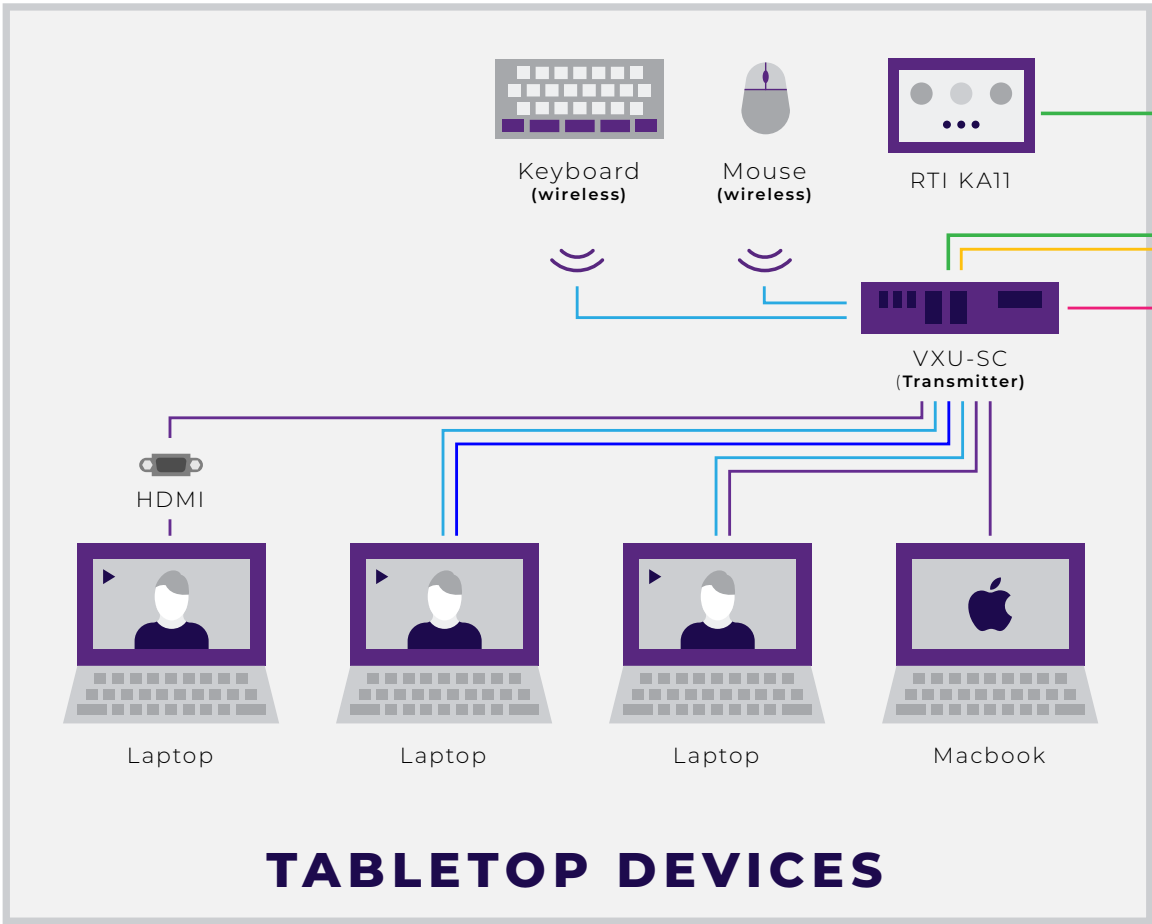 Keyboard
(wireless)
Mouse
(wireless)
RTI KA11
VXU-SC
(Transmitter)
HDMI
Laptop
Laptop
Laptop
Macbook
TABLETOP DEVICES